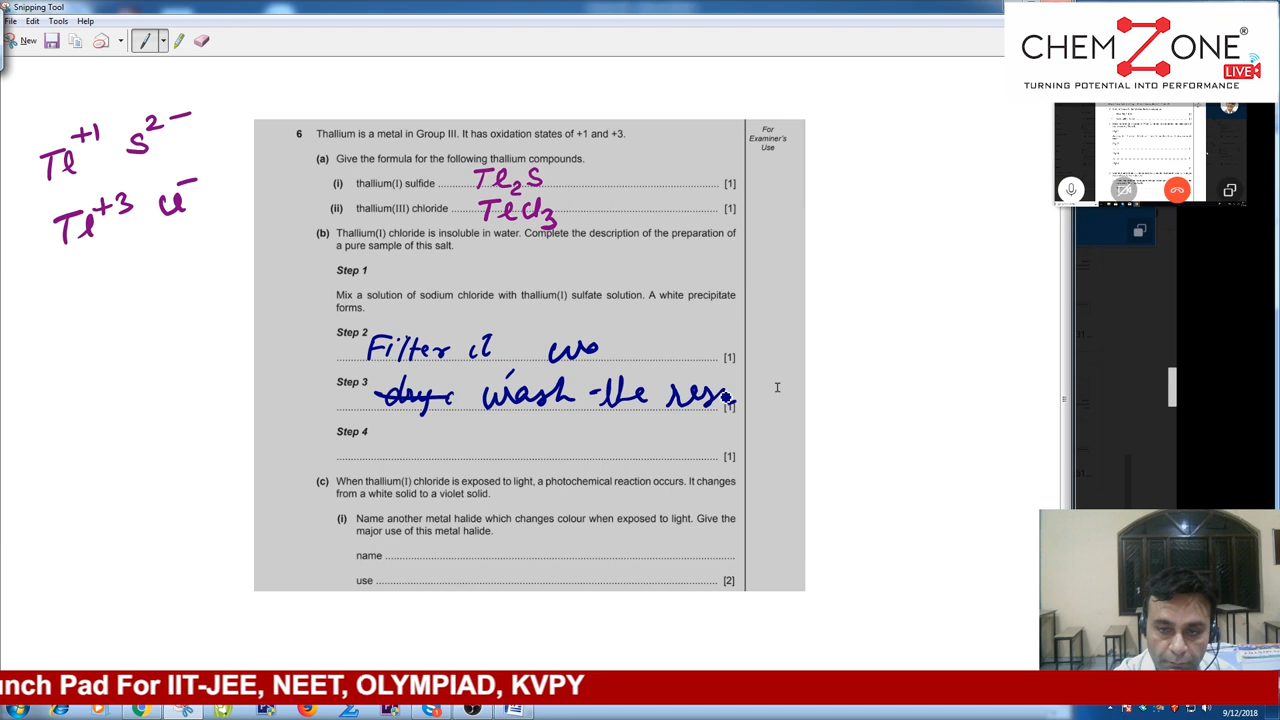 Snipping Tool
File Edit Tools Help
New
CHEMZONE®
LIVE
TURNING POTENTIAL INTO PERFORMANCE
Tl+1 S2−
Tl+3 Cl−
6 Thallium is a metal in Group III. It has oxidation states of +1 and +3.
For
Examiner's
Use
(a) Give the formula for the following thallium compounds.
(i) thallium(I) sulfide Tl2S [1]
(ii) thallium(III) chloride TlCl3 [1]
(b) Thallium(I) chloride is insoluble in water. Complete the description of the preparation of
a pure sample of this salt.
Step 1
Mix a solution of sodium chloride with thallium(I) sulfate solution. A white precipitate
forms.
Step 2
Filter it wa
[1]
Step 3
wash the res
[1]
Step 4
[1]
(c) When thallium(I) chloride is exposed to light, a photochemical reaction occurs. It changes
from a white solid to a violet solid.
(i) Name another metal halide which changes colour when exposed to light. Give the
major use of this metal halide.
name
use [2]
unch Pad For IIT-JEE, NEET, OLYMPIAD, KVPY
9/12/2018